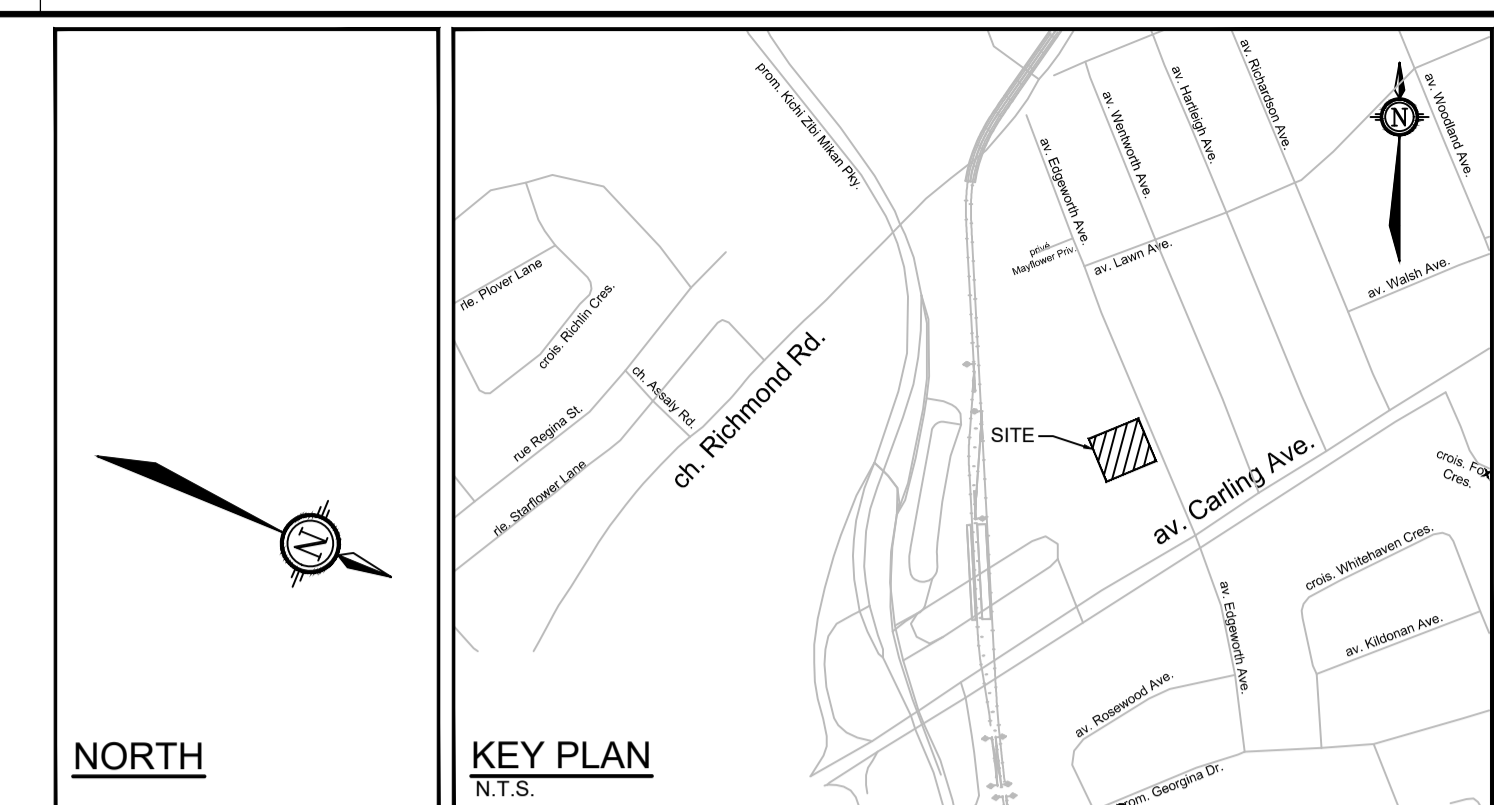 N
NORTH
prom. Kichi Zibi Mikan Pky.
av. Edgeworth Ave.
av. Wentworth Ave.
av. Hartleigh Ave.
av. Richardson Ave.
av. Woodland Ave.
N
privé
Mayflower Priv.
av. Lawn Ave.
av. Walsh Ave.
rle. Plover Lane
crois. Richlin Cres.
ch. Assaly Rd.
ch. Richmond Rd.
rue Regina St.
rle. Starflower Lane
SITE
av. Carling Ave.
crois. Fox
Cres.
crois. Whitehaven Cres.
av. Kildonan Ave.
av. Edgeworth Ave.
av. Rosewood Ave.
rom. Georgina Dr.
KEY PLAN
N.T.S.